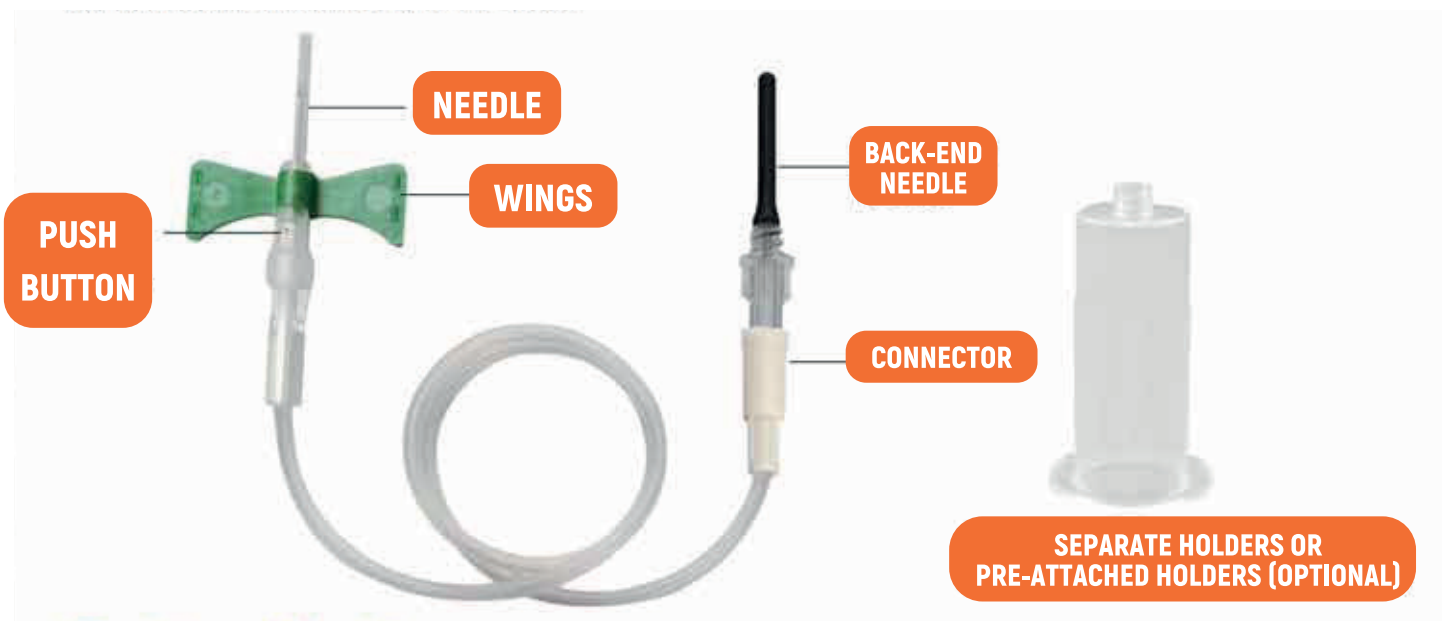 NEEDLE
WINGS
PUSH
BUTTON
BACK-END
NEEDLE
CONNECTOR
SEPARATE HOLDERS OR
PRE-ATTACHED HOLDERS (OPTIONAL)